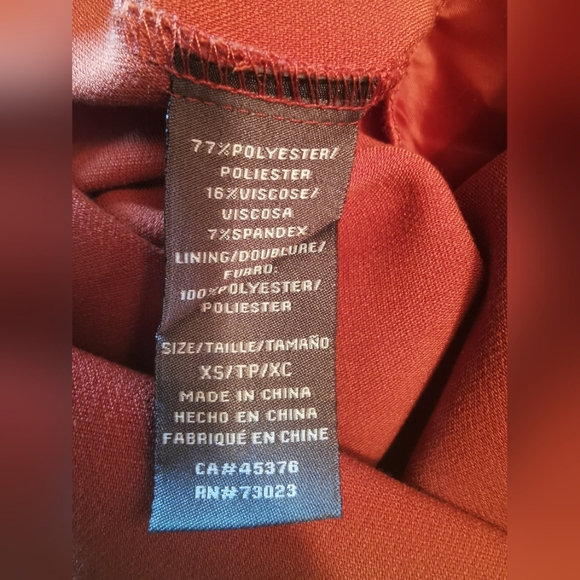 77%POLYESTER/
POLIESTER
16%VISCOSE/
VISCOSA
7%SPANDEX
LINING/DOUBLURE/
FORRO:
100%POLYESTER/
POLIESTER
SIZE/TAILLE/TAMAÑO
XS/TP/XC
MADE IN CHINA
HECHO EN CHINA
FABRIQUÉ EN CHINE
CA#45376
RN#73023